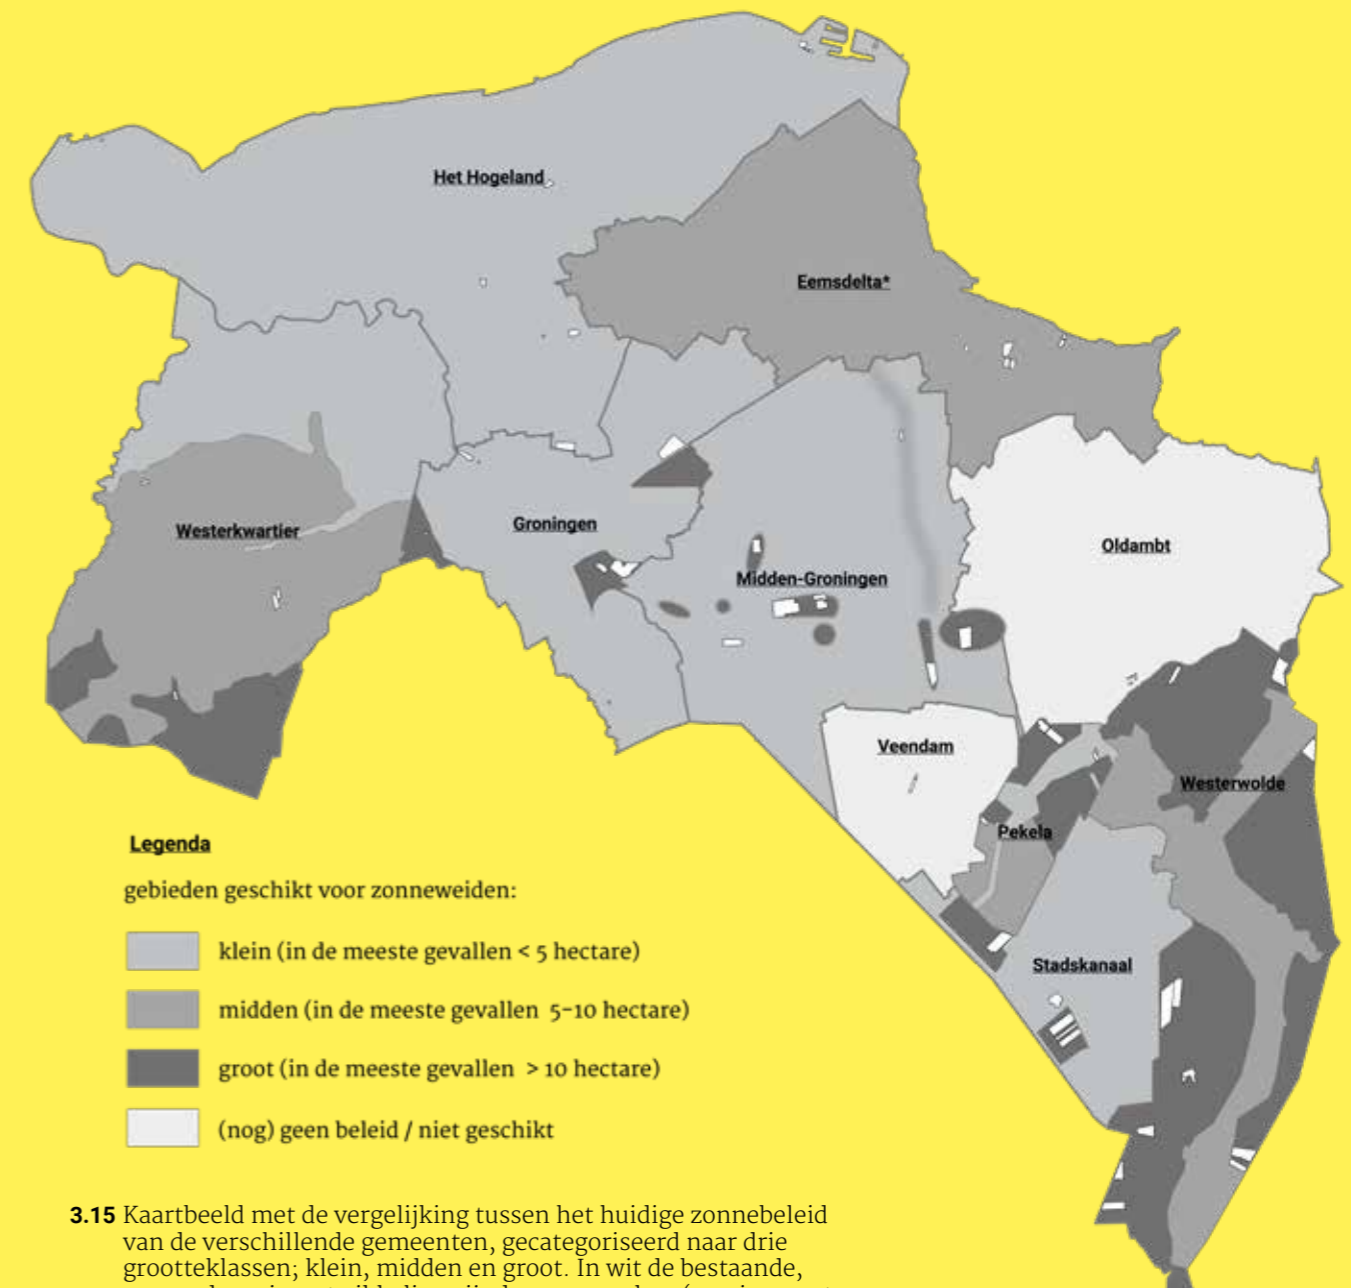 Het Hogeland
Eemsdelta*
Westerkwartier
Groningen
Oldambt
Midden-Groningen
Veendam
Westerwolde
Pekela
Stadskanaal
Legenda
gebieden geschikt voor zonneweiden:
klein (in de meeste gevallen < 5 hectare)
midden (in de meeste gevallen 5-10 hectare)
groot (in de meeste gevallen > 10 hectare)
(nog) geen beleid / niet geschikt
3.15 Kaartbeeld met de vergelijking tussen het huidige zonnebeleid
van de verschillende gemeenten, gecategoriseerd naar drie
grootteklassen; klein, midden en groot. In wit de bestaande,